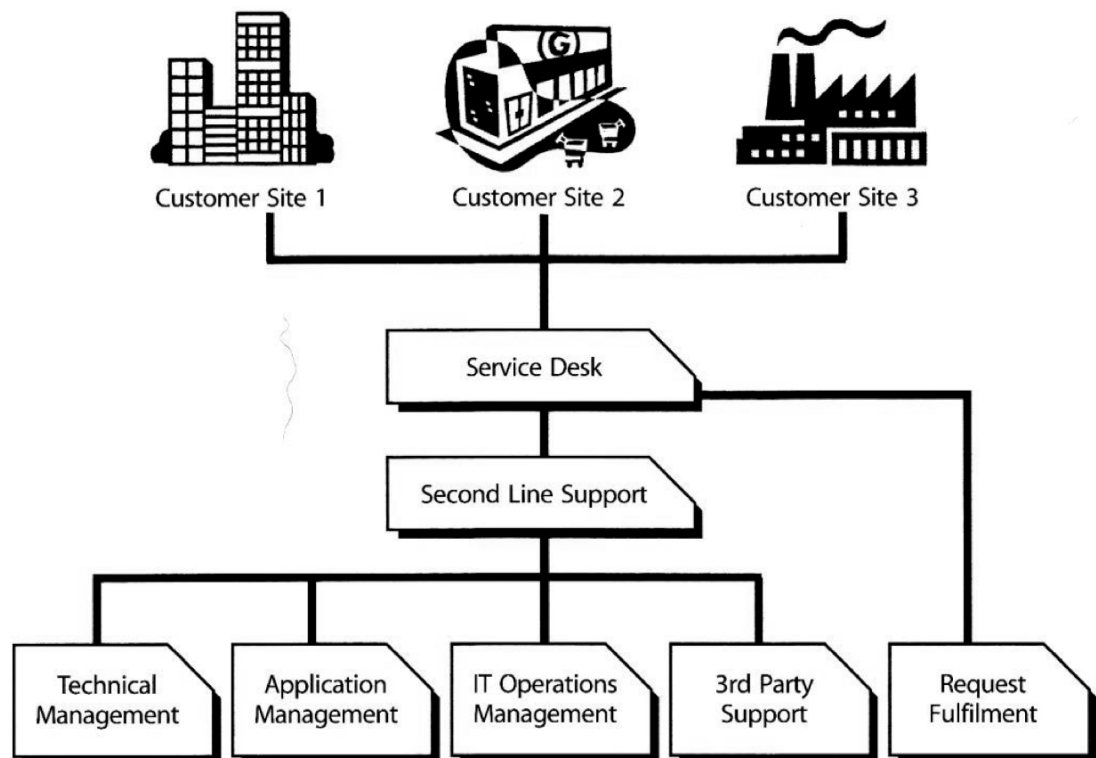 G
Customer Site 1
Customer Site 2
Customer Site 3
Service Desk
Second Line Support
Technical
Management
Application
Management
IT Operations
Management
3rd Party
Support
Request
Fulfilment